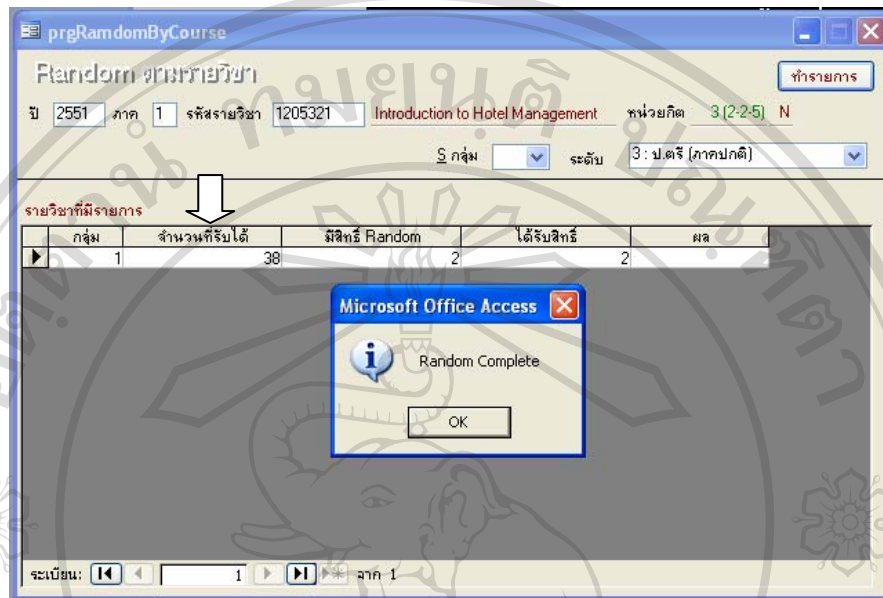 prgRamdomByCourse
Random ตามรายวิชา
ทำรายการ
ปี 2551 ภาค 1 รหัสรายวิชา 1205321 Introduction to Hotel Management หน่วยกิต 3 (2-2-5) N
S กลุ่ม ระดับ 3 : ป.ตรี (ภาคปกติ)
รายวิชาที่มีรายการ
กลุ่ม จำนวนที่รับได้ มีสิทธิ์ Random ได้รับสิทธิ์ ผล
1 38 2 2
Microsoft Office Access
Random Complete
OK
ระเบียน: 1 จาก 1